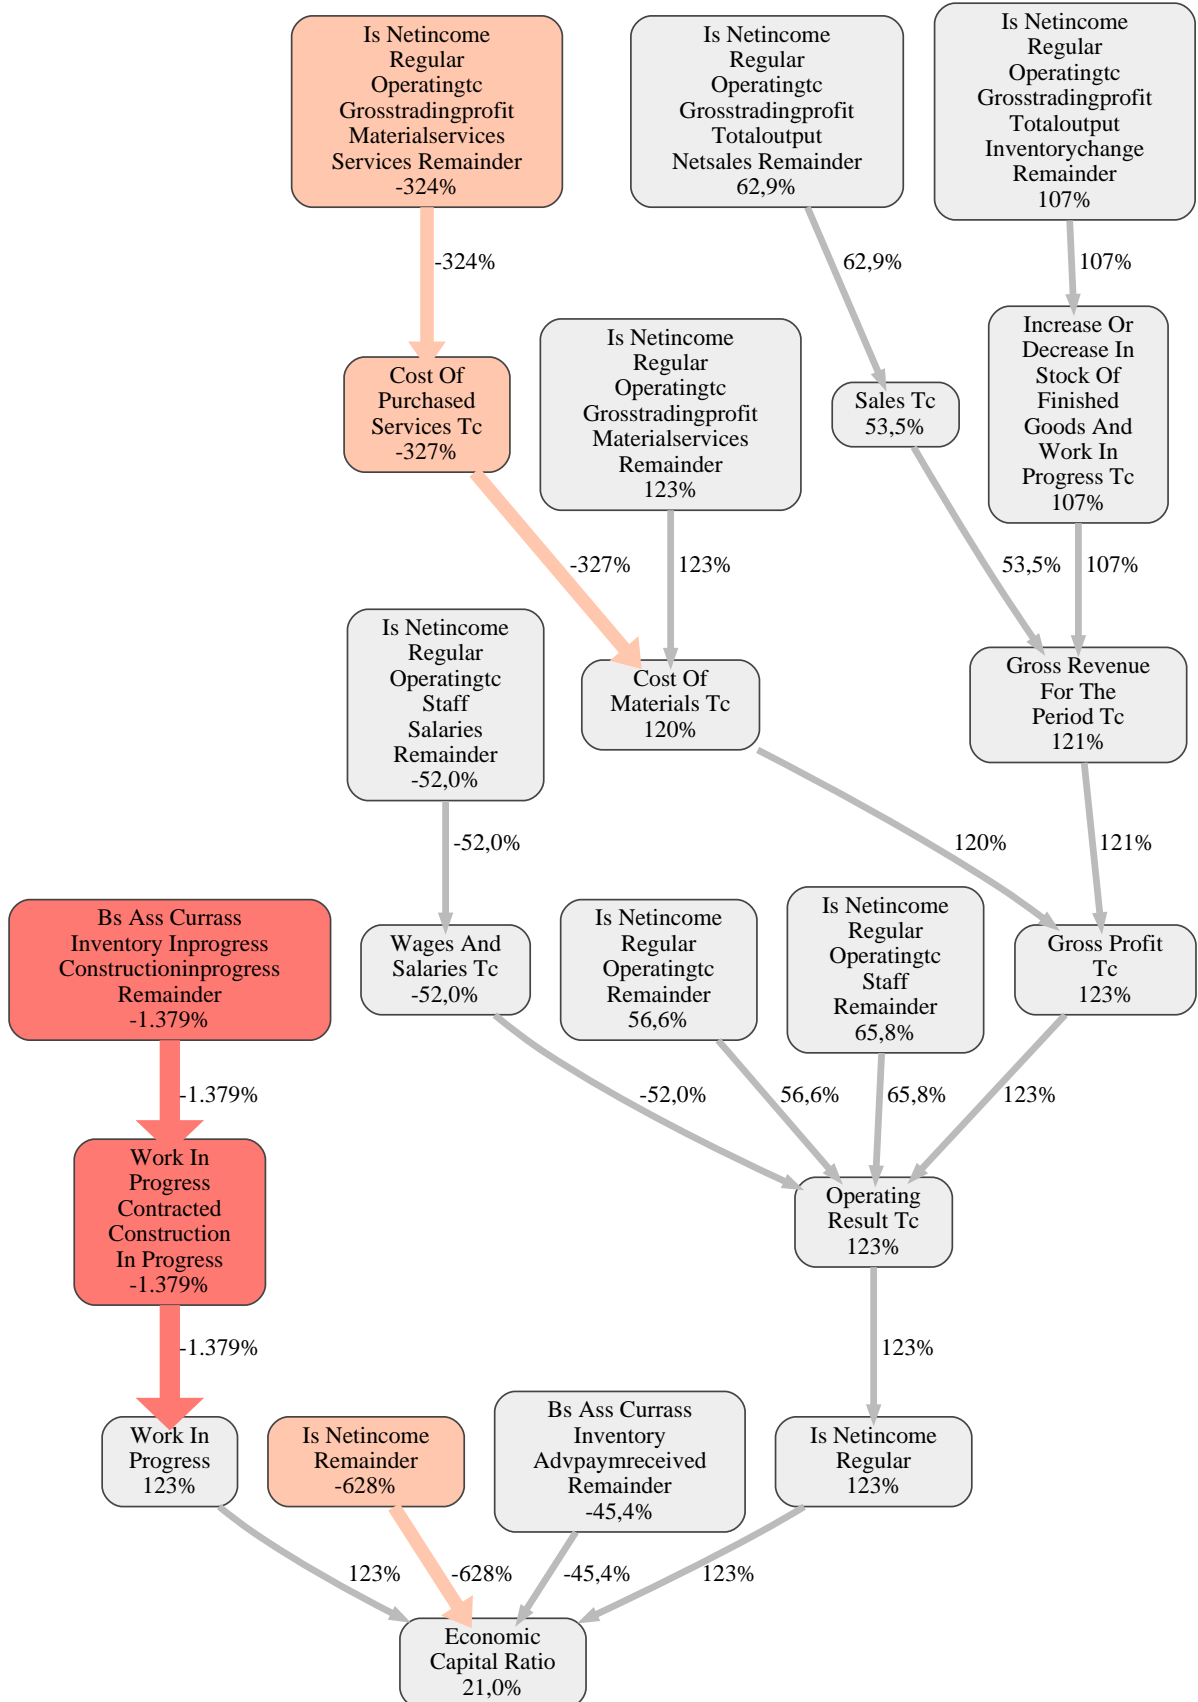 Is Netincome
Regular
Operatingtc
Grosstradingprofit
Materialservices
Services Remainder
-324%
Is Netincome
Regular
Operatingtc
Grosstradingprofit
Totaloutput
Netsales Remainder
62,9%
Is Netincome
Regular
Operatingtc
Grosstradingprofit
Totaloutput
Inventorychange
Remainder
107%
-324%
62,9%
107%
Cost Of
Purchased
Services Tc
-327%
Is Netincome
Regular
Operatingtc
Grosstradingprofit
Materialservices
Remainder
123%
Sales Tc
53,5%
Increase Or
Decrease In
Stock Of
Finished
Goods And
Work In
Progress Tc
107%
-327%
123%
53,5%
107%
Is Netincome
Regular
Operatingtc
Staff
Salaries
Remainder
-52,0%
Cost Of
Materials Tc
120%
Gross Revenue
For The
Period Tc
121%
-52,0%
120%
121%
Bs Ass Currass
Inventory Inprogress
Constructioninprogress
Remainder
-1.379%
Wages And
Salaries Tc
-52,0%
Is Netincome
Regular
Operatingtc
Remainder
56,6%
Is Netincome
Regular
Operatingtc
Staff
Remainder
65,8%
Gross Profit
Tc
123%
-1.379%
-52,0%
56,6%
65,8%
123%
Work In
Progress
Contracted
Construction
In Progress
-1.379%
Operating
Result Tc
123%
-1.379%
123%
Work In
Progress
123%
Is Netincome
Remainder
-628%
Bs Ass Currass
Inventory
Advpaymreceived
Remainder
-45,4%
Is Netincome
Regular
123%
123%
-628%
-45,4%
123%
Economic
Capital Ratio
21,0%